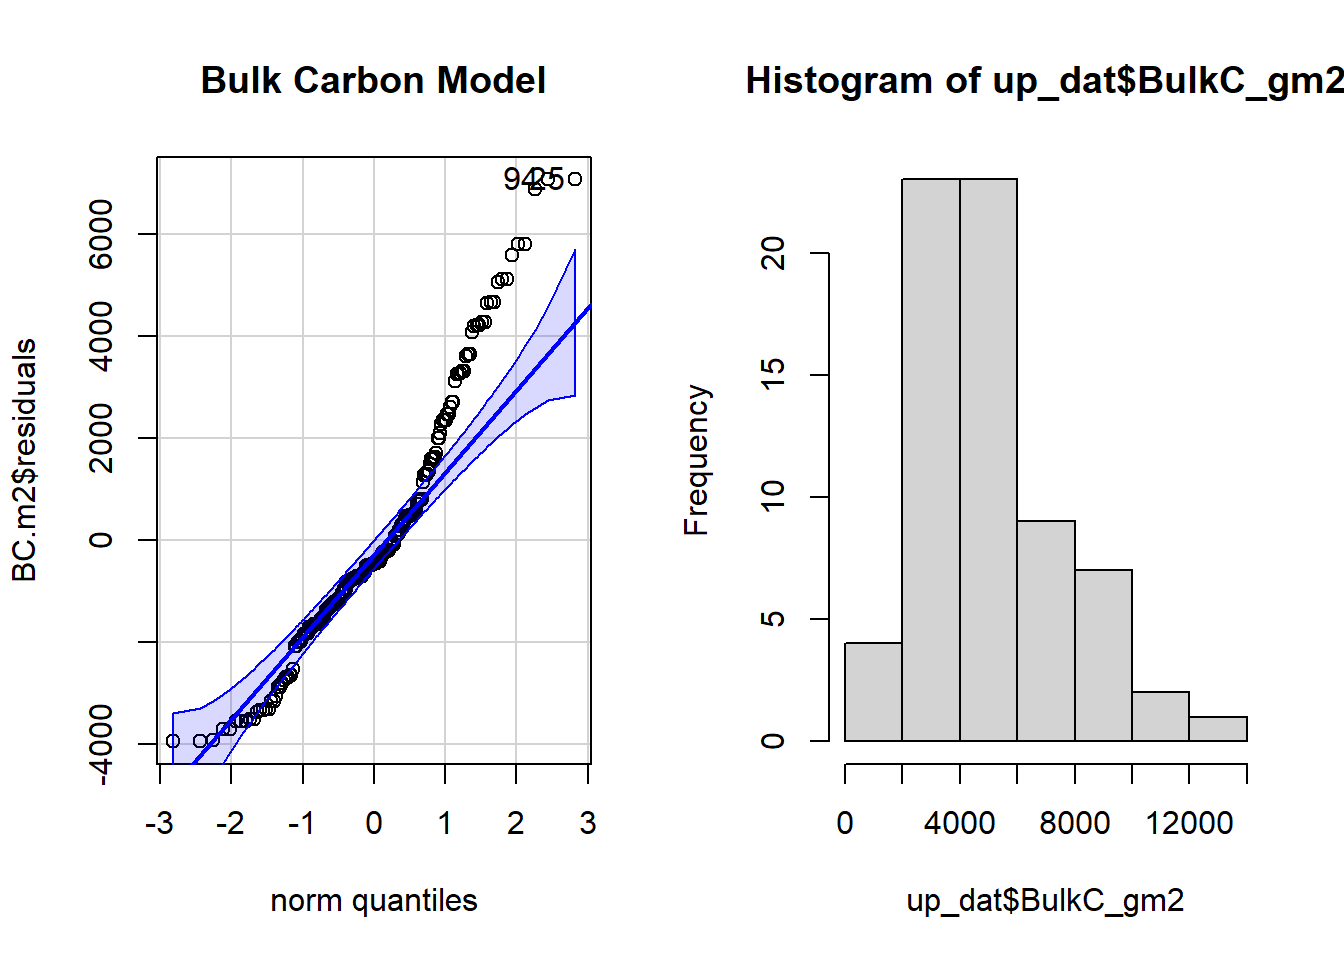 Bulk Carbon Model
BC.m2$residuals
6000
4000
2000
0
-4000
-3 -2 -1 0 1 2 3
norm quantiles
Histogram of up_dat$BulkC_gm2
Frequency
20
15
10
5
0
0 4000 8000 12000
up_dat$BulkC_gm2